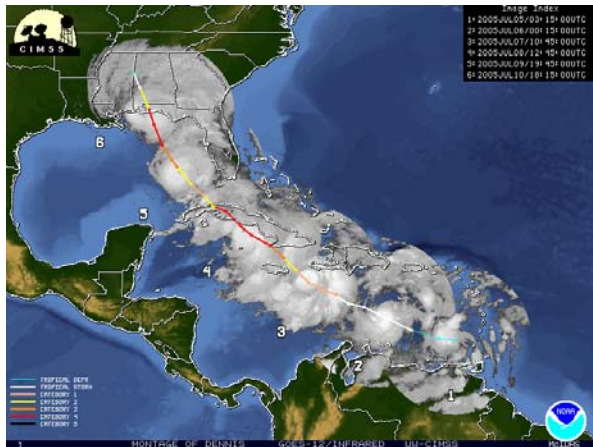 CIMSS
Image Index
1: 2005JUL05/03:15:00UTC
2: 2005JUL06/00:15:00UTC
3: 2005JUL07/10:45:00UTC
4: 2005JUL08/12:45:00UTC
5: 2005JUL09/19:45:00UTC
6: 2005JUL10/18:15:00UTC
6
5
4
3
2
1
TROPICAL DEPR
TROPICAL STORM
CATEGORY 1
CATEGORY 2
CATEGORY 3
CATEGORY 4
CATEGORY 5
NOAA
1 MONTAGE OF DENNIS GOES-12/INFRARED UW-CIMSS McIDAS